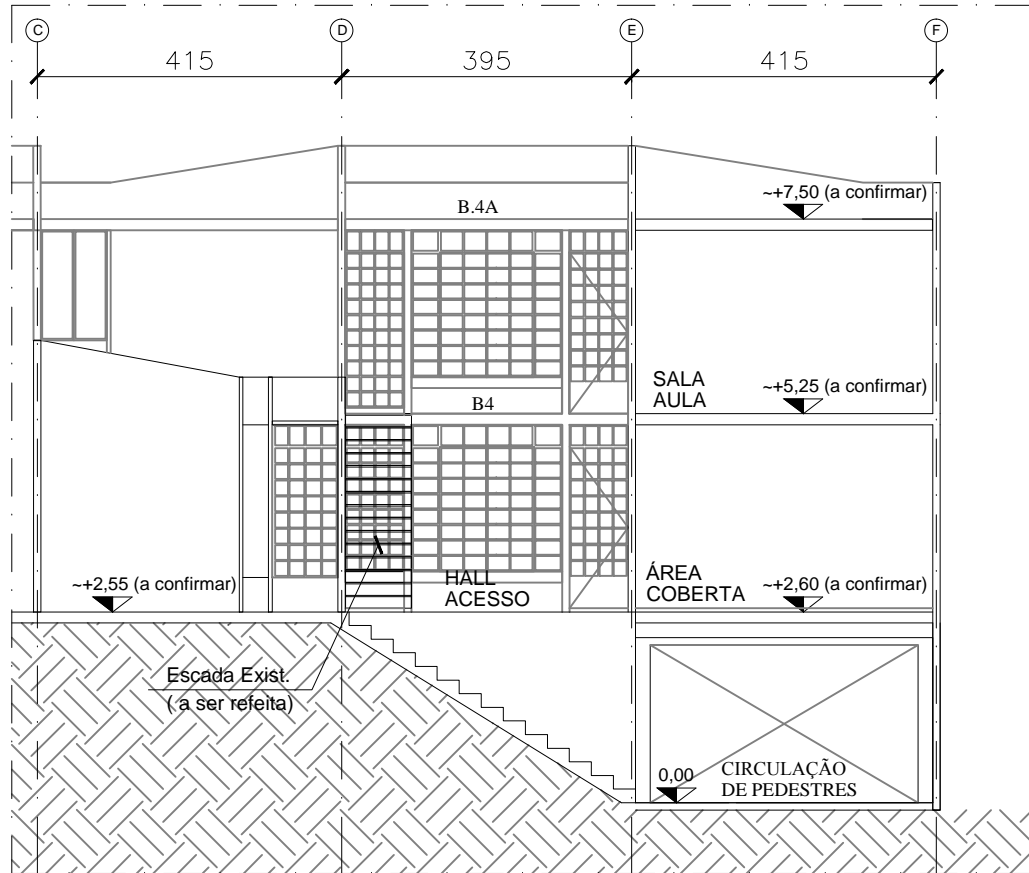 C D E F
415 395 415
~+7,50 (a confirmar)
B.4A
SALA
AULA
~+5,25 (a confirmar)
B4
~+2,55 (a confirmar)
HALL
ACESSO
ÁREA
COBERTA
~+2,60 (a confirmar)
Escada Exist.
( a ser refeita)
0,00
CIRCULAÇÃO
DE PEDESTRES